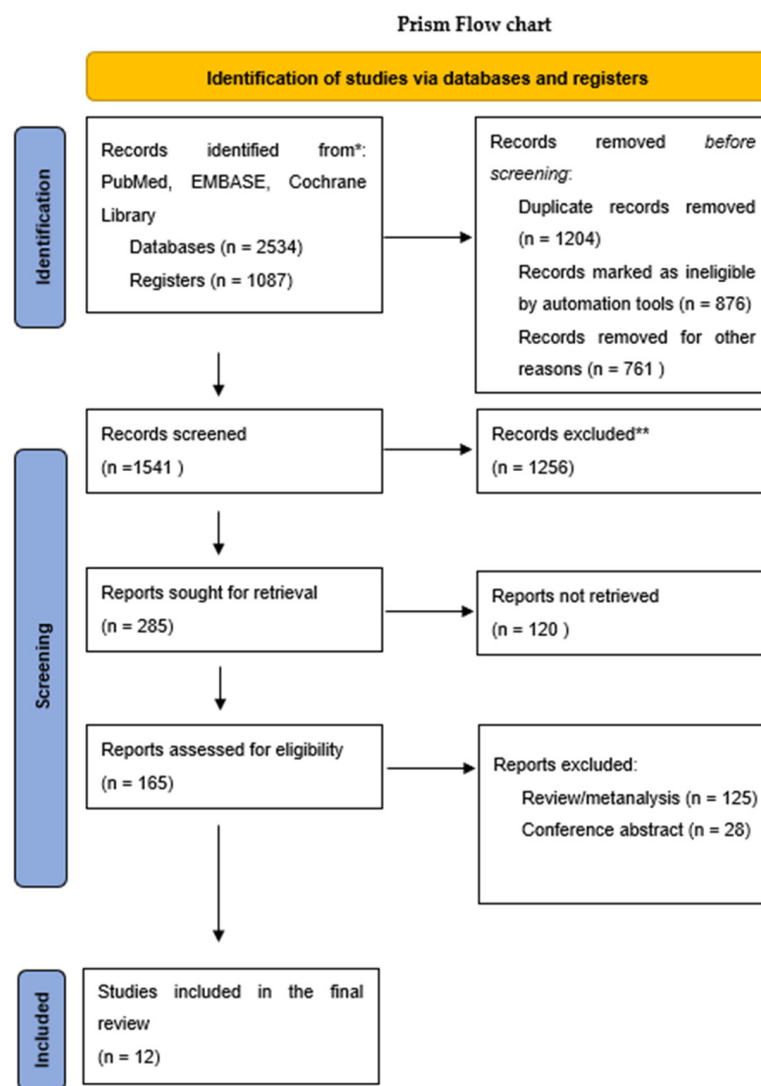 Prism Flow chart
Identification of studies via databases and registers
Identification
Records identified from*:
PubMed, EMBASE, Cochrane
Library
Databases (n = 2534)
Registers (n = 1087)
Records removed before
screening:
Duplicate records removed
(n = 1204)
Records marked as ineligible
by automation tools (n = 876)
Records removed for other
reasons (n = 761 )
Screening
Records screened
(n =1541 )
Records excluded**
(n = 1256)
Reports sought for retrieval
(n = 285)
Reports not retrieved
(n = 120 )
Reports assessed for eligibility
(n = 165)
Reports excluded:
Review/metanalysis (n = 125)
Conference abstract (n = 28)
Included
Studies included in the final
review
(n = 12)